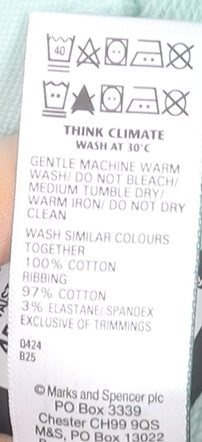 40
THINK CLIMATE
WASH AT 30°C
GENTLE MACHINE WARM
WASH/ DO NOT BLEACH/
MEDIUM TUMBLE DRY/
WARM IRON/ DO NOT DRY
CLEAN
WASH SIMILAR COLOURS
TOGETHER
100% COTTON
RIBBING
97% COTTON
3% ELASTANE/ SPANDEX
EXCLUSIVE OF TRIMMINGS
0424
B25
© Marks and Spencer plc
PO Box 3339
Chester CH99 9QS
M&S, PO Box 13022